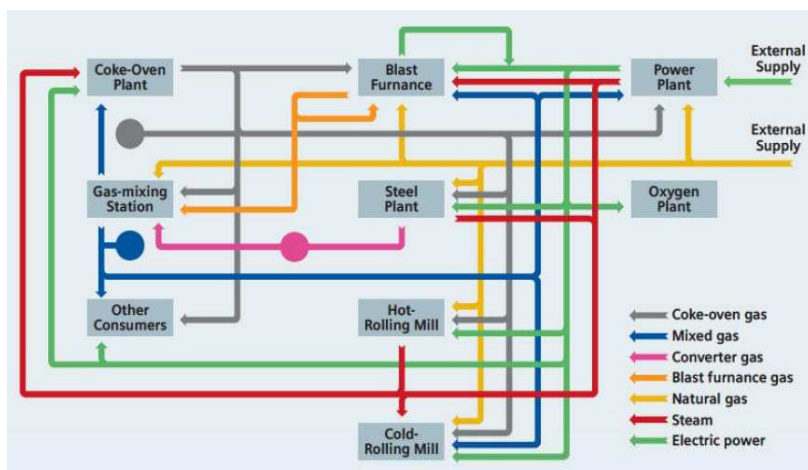 Coke-Oven
Plant
Blast
Furnance
Power
Plant
External
Supply
External
Supply
Gas-mixing
Station
Steel
Plant
Oxygen
Plant
Other
Consumers
Hot-
Rolling Mill
Cold-
Rolling Mill
Coke-oven gas
Mixed gas
Converter gas
Blast furnance gas
Natural gas
Steam
Electric power